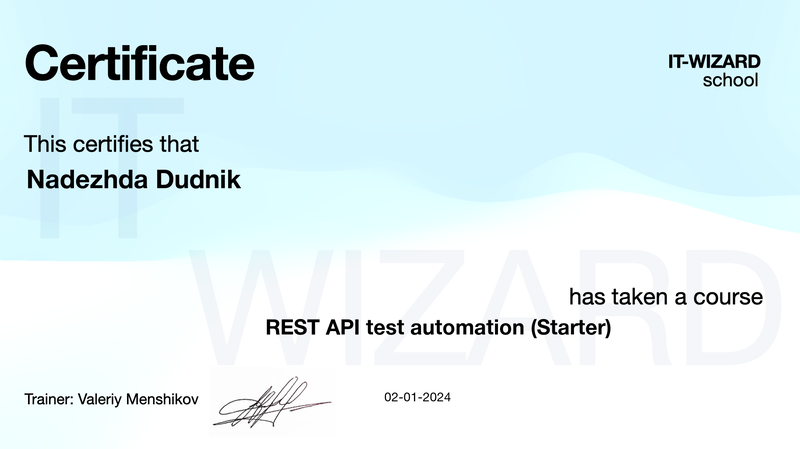 Certificate
IT-WIZARD
school
This certifies that
Nadezhda Dudnik
IT
WIZARD
has taken a course
REST API test automation (Starter)
Trainer: Valeriy Menshikov
02-01-2024